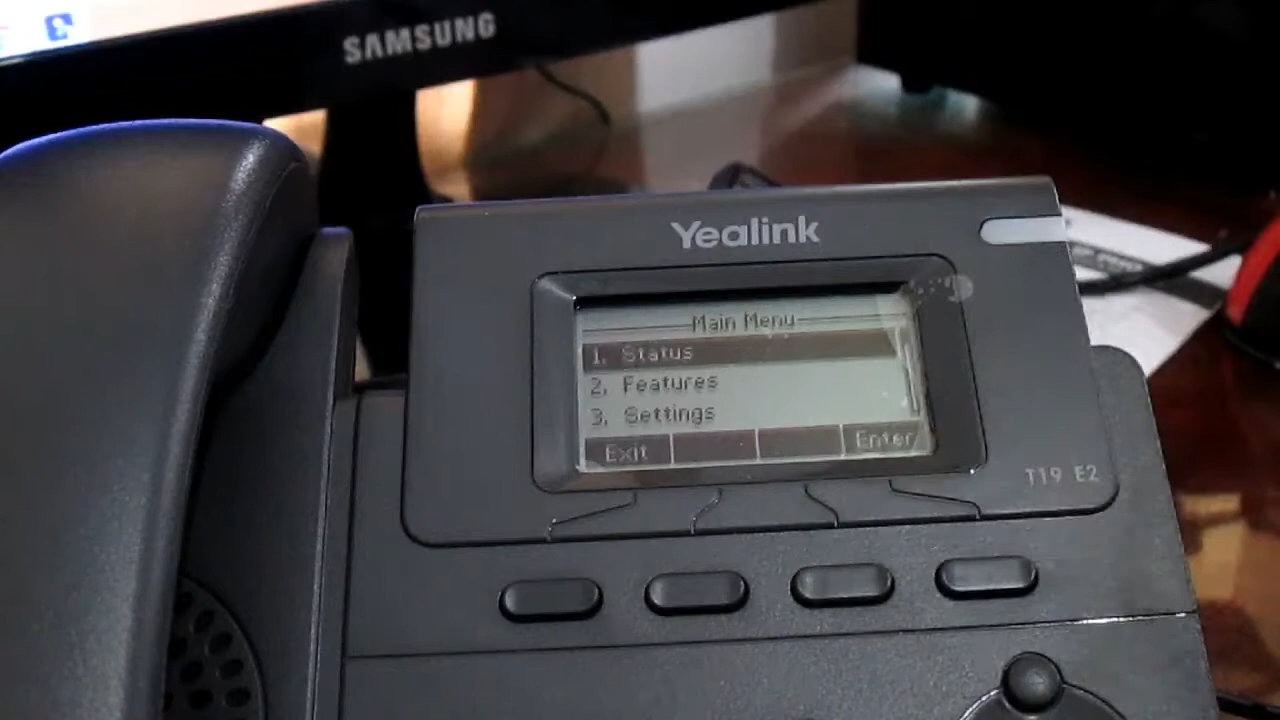 SAMSUNG
Yealink
Main Menu
1. Status
2. Features
3. Settings
Exit Enter
T19 E2